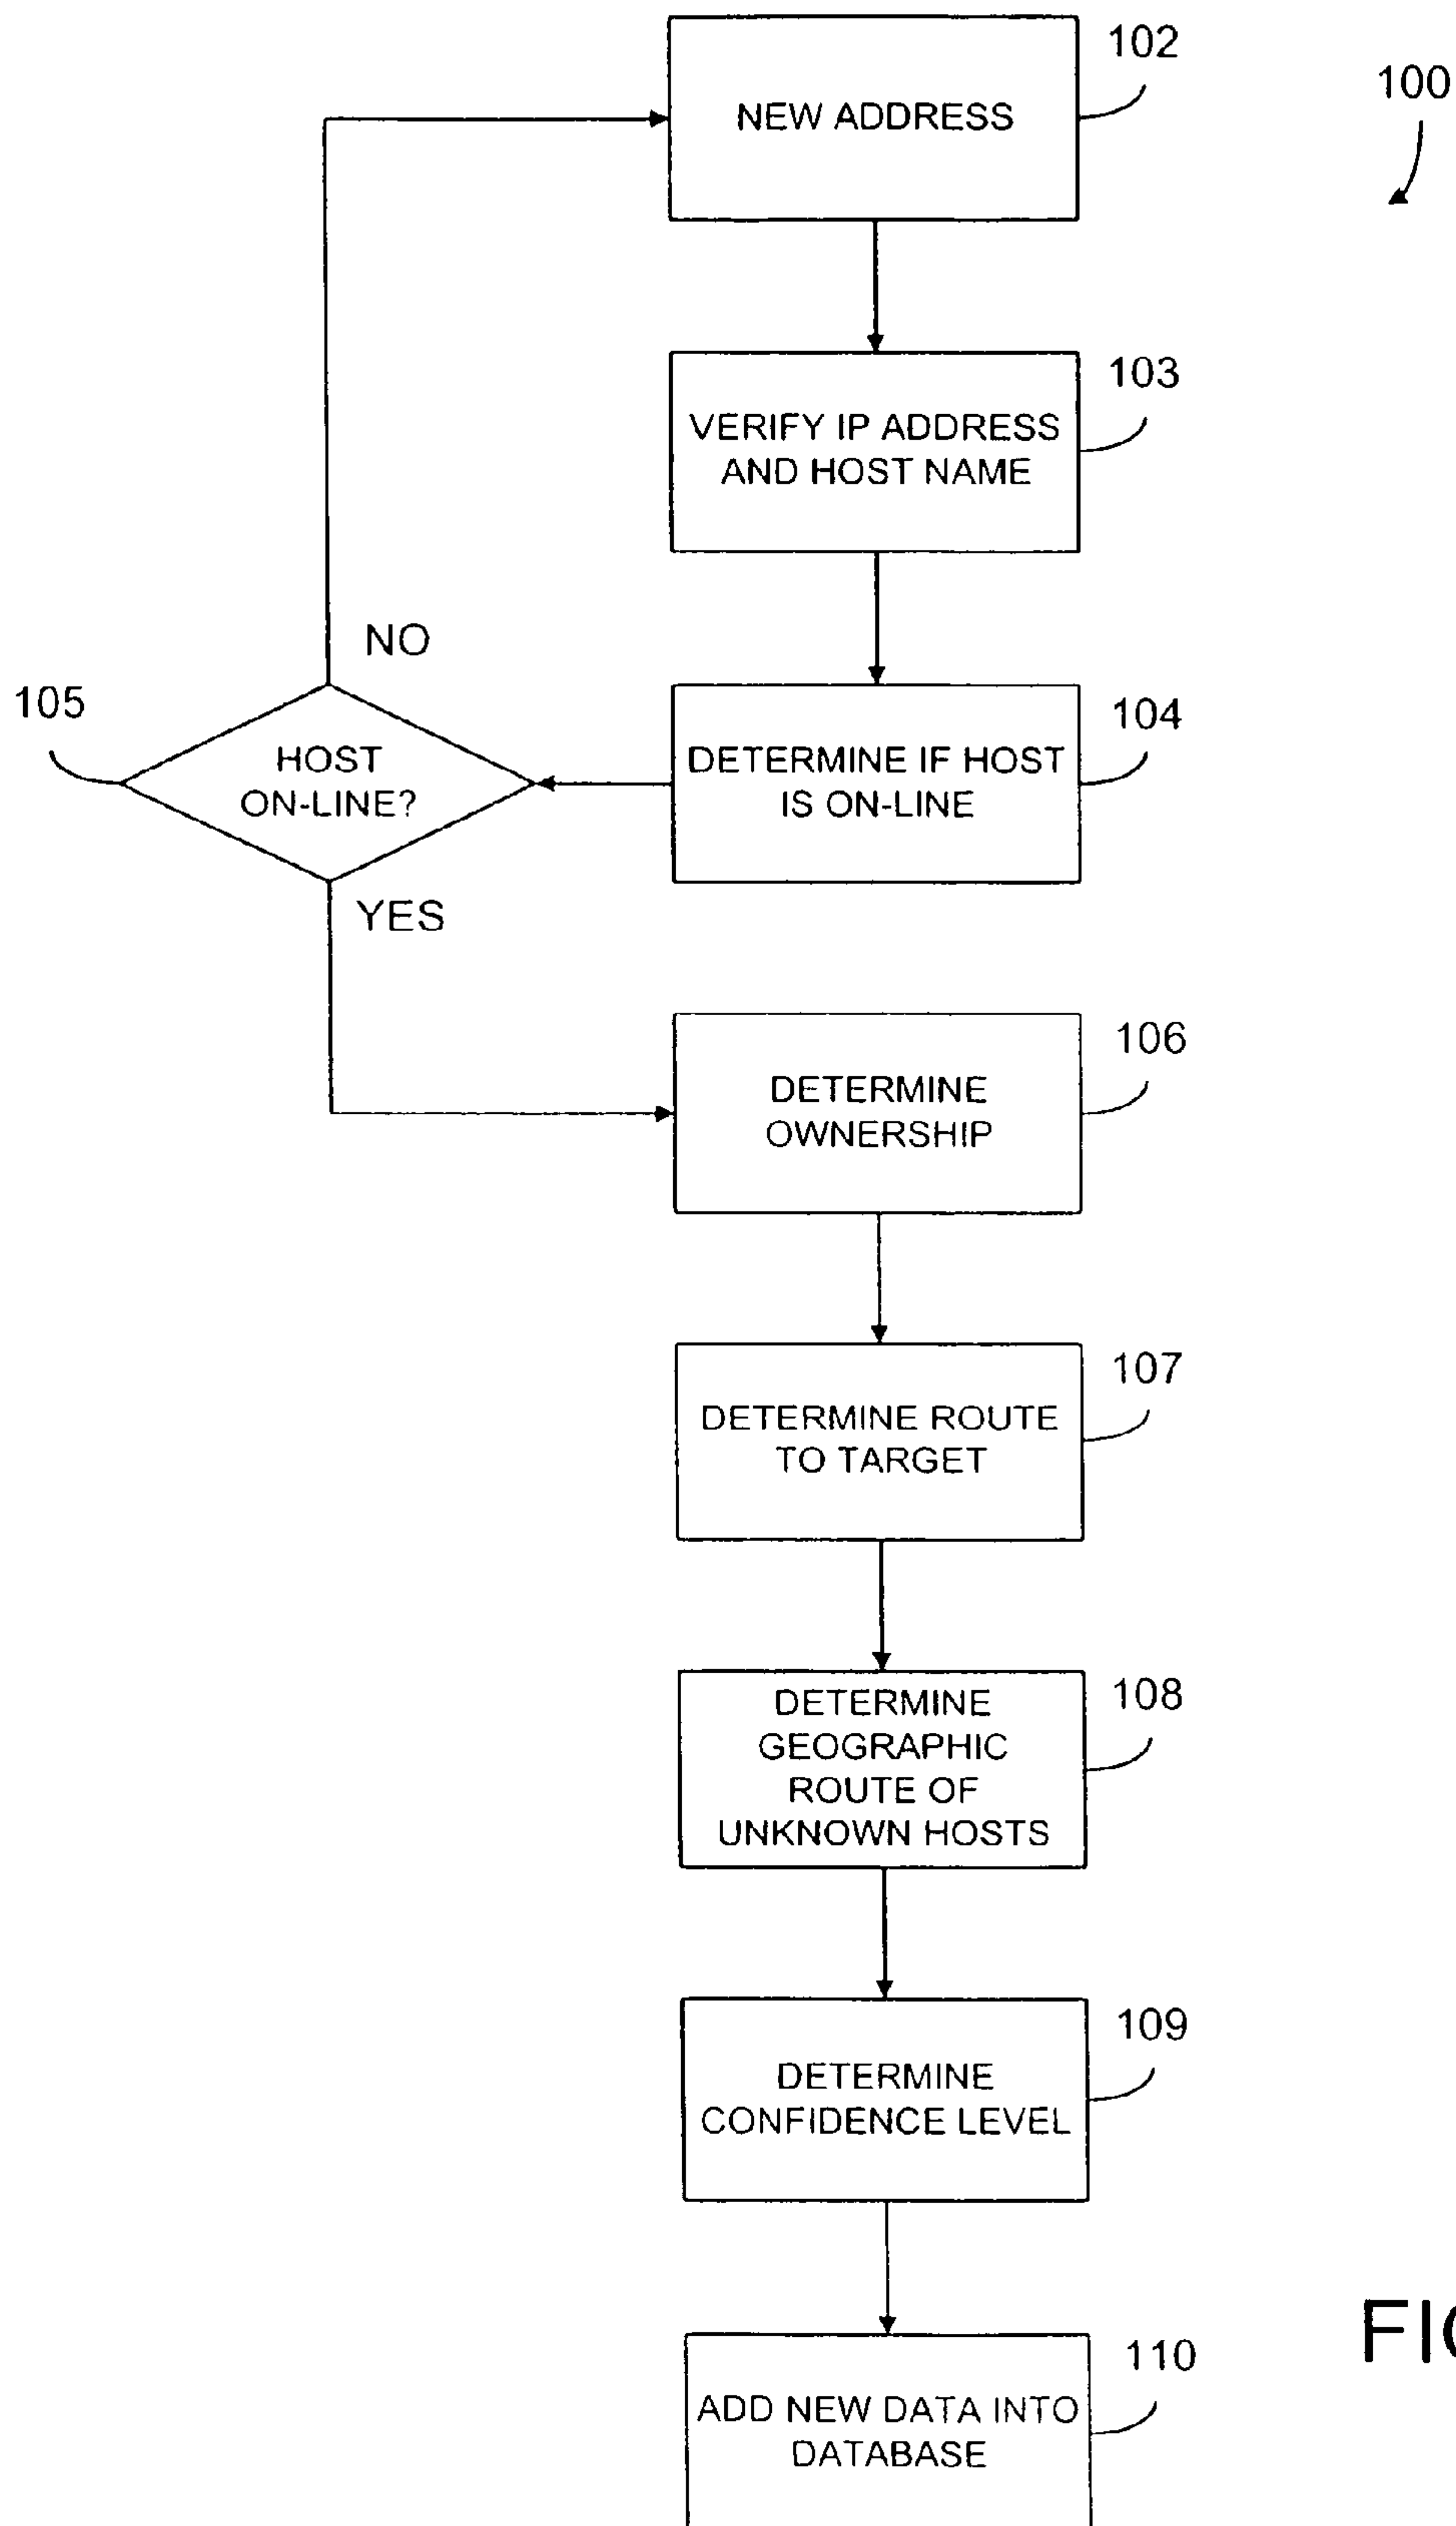 102
100
NEW ADDRESS
103
VERIFY IP ADDRESS
AND HOST NAME
NO
105
HOST
ON-LINE?
104
DETERMINE IF HOST
IS ON-LINE
YES
106
DETERMINE
OWNERSHIP
107
DETERMINE ROUTE
TO TARGET
108
DETERMINE
GEOGRAPHIC
ROUTE OF
UNKNOWN HOSTS
109
DETERMINE
CONFIDENCE LEVEL
110
ADD NEW DATA INTO
DATABASE